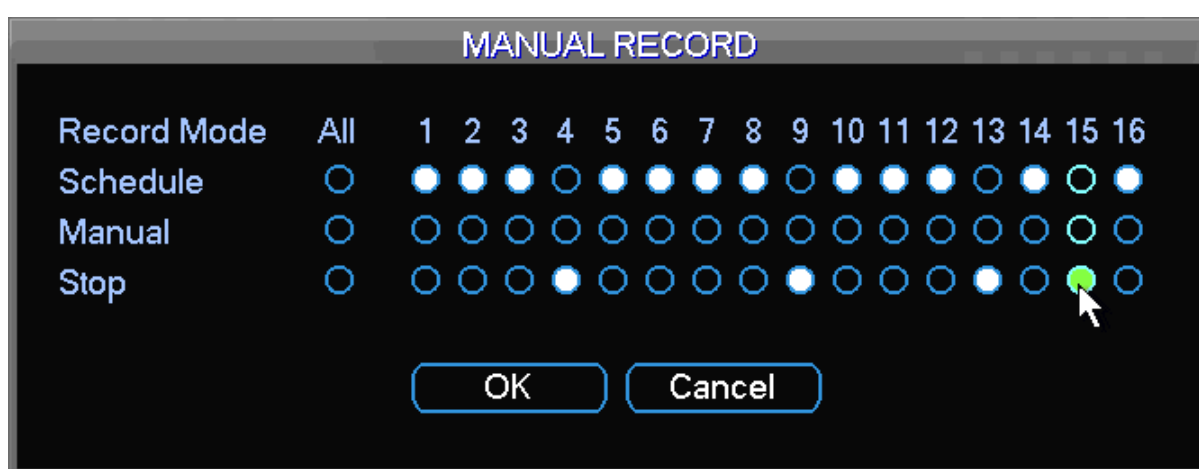 MANUAL RECORD
Record Mode All 1 2 3 4 5 6 7 8 9 10 11 12 13 14 15 16
Schedule
Manual
Stop
OK Cancel